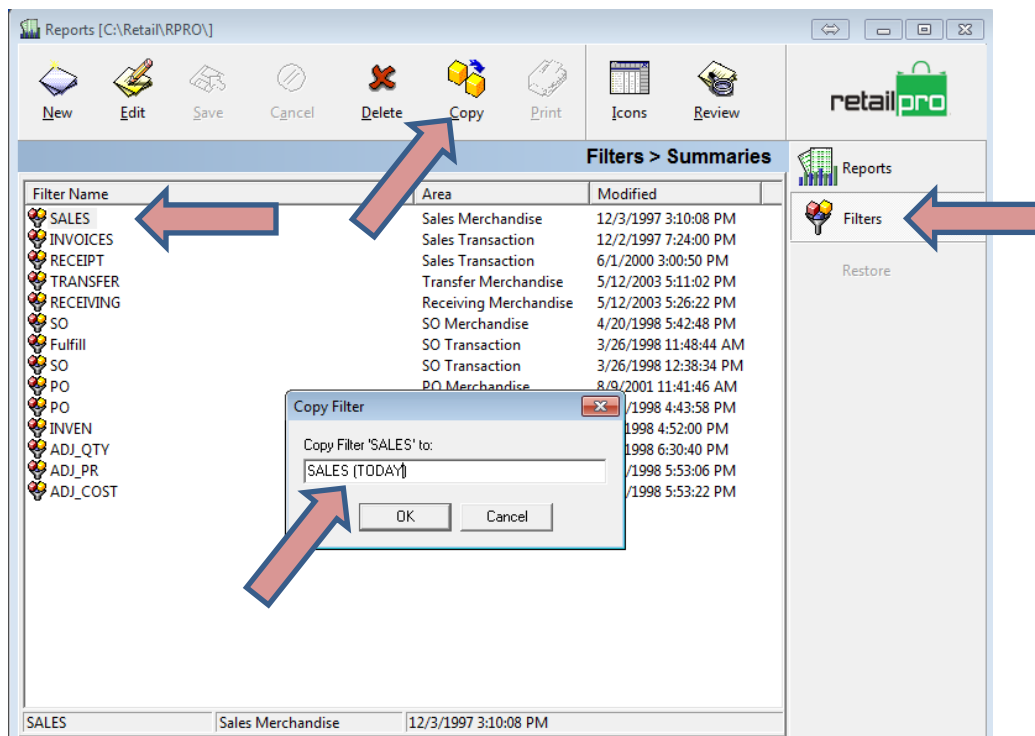 Reports [C:\Retail\RPRO\]
New Edit Save Cancel Delete Copy Print Icons Review
retail pro
Filters > Summaries
Reports
Filters
Restore
Filter Name Area Modified
SALES Sales Merchandise 12/3/1997 3:10:08 PM
INVOICES Sales Transaction 12/2/1997 7:24:00 PM
RECEIPT Sales Transaction 6/1/2000 3:00:50 PM
TRANSFER Transfer Merchandise 5/12/2003 5:11:02 PM
RECEIVING Receiving Merchandise 5/12/2003 5:26:22 PM
SO SO Merchandise 4/20/1998 5:42:48 PM
Fulfill SO Transaction 3/26/1998 11:48:44 AM
SO SO Transaction 3/26/1998 12:38:34 PM
PO PO Merchandise 8/9/2001 11:41:46 AM
PO /1998 4:43:58 PM
INVEN 1998 4:52:00 PM
ADJ_QTY 1998 6:30:40 PM
ADJ_PR /1998 5:53:06 PM
ADJ_COST /1998 5:53:22 PM
Copy Filter
Copy Filter 'SALES' to:
SALES (TODAY)
OK Cancel
SALES Sales Merchandise 12/3/1997 3:10:08 PM